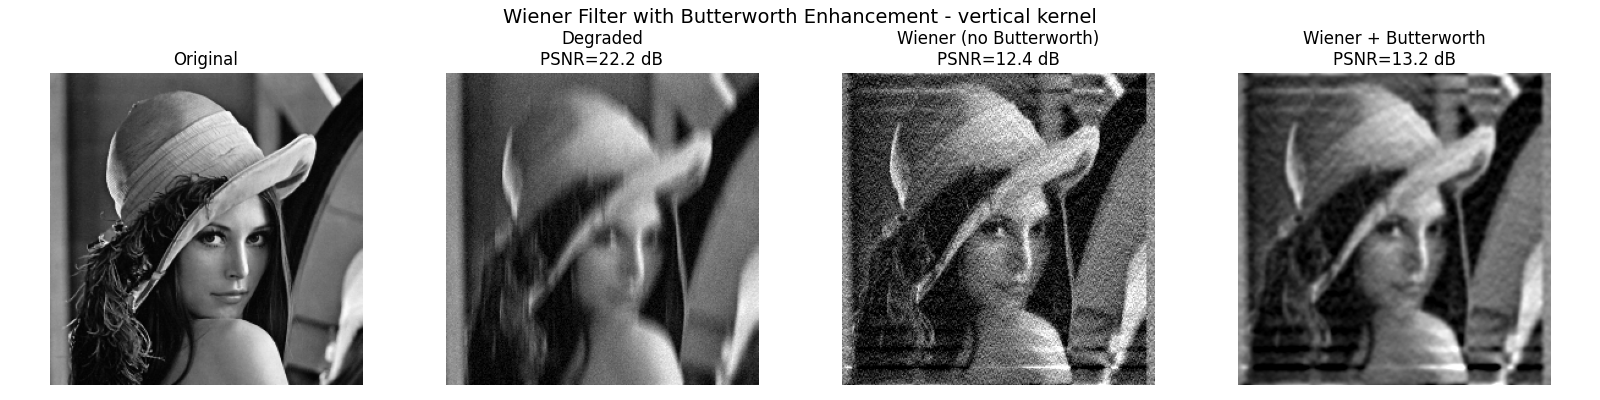 Wiener Filter with Butterworth Enhancement - vertical kernel
Original
Degraded
PSNR=22.2 dB
Wiener (no Butterworth)
PSNR=12.4 dB
Wiener + Butterworth
PSNR=13.2 dB